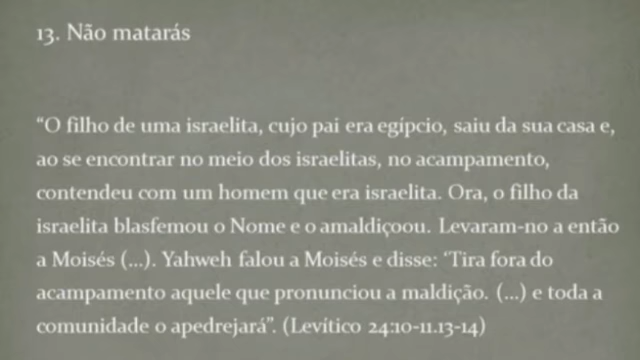 13. Não matarás
“O filho de uma israelita, cujo pai era egípcio, saiu da sua casa e,
ao se encontrar no meio dos israelitas, no acampamento,
contendeu com um homem que era israelita. Ora, o filho da
israelita blasfemou o Nome e o amaldiçoou. Levaram-no a então
a Moisés (...). Yahweh falou a Moisés e disse: ‘Tira fora do
acampamento aquele que pronunciou a maldição. (...) e toda a
comunidade o apedrejará”. (Levítico 24:10-11.13-14)